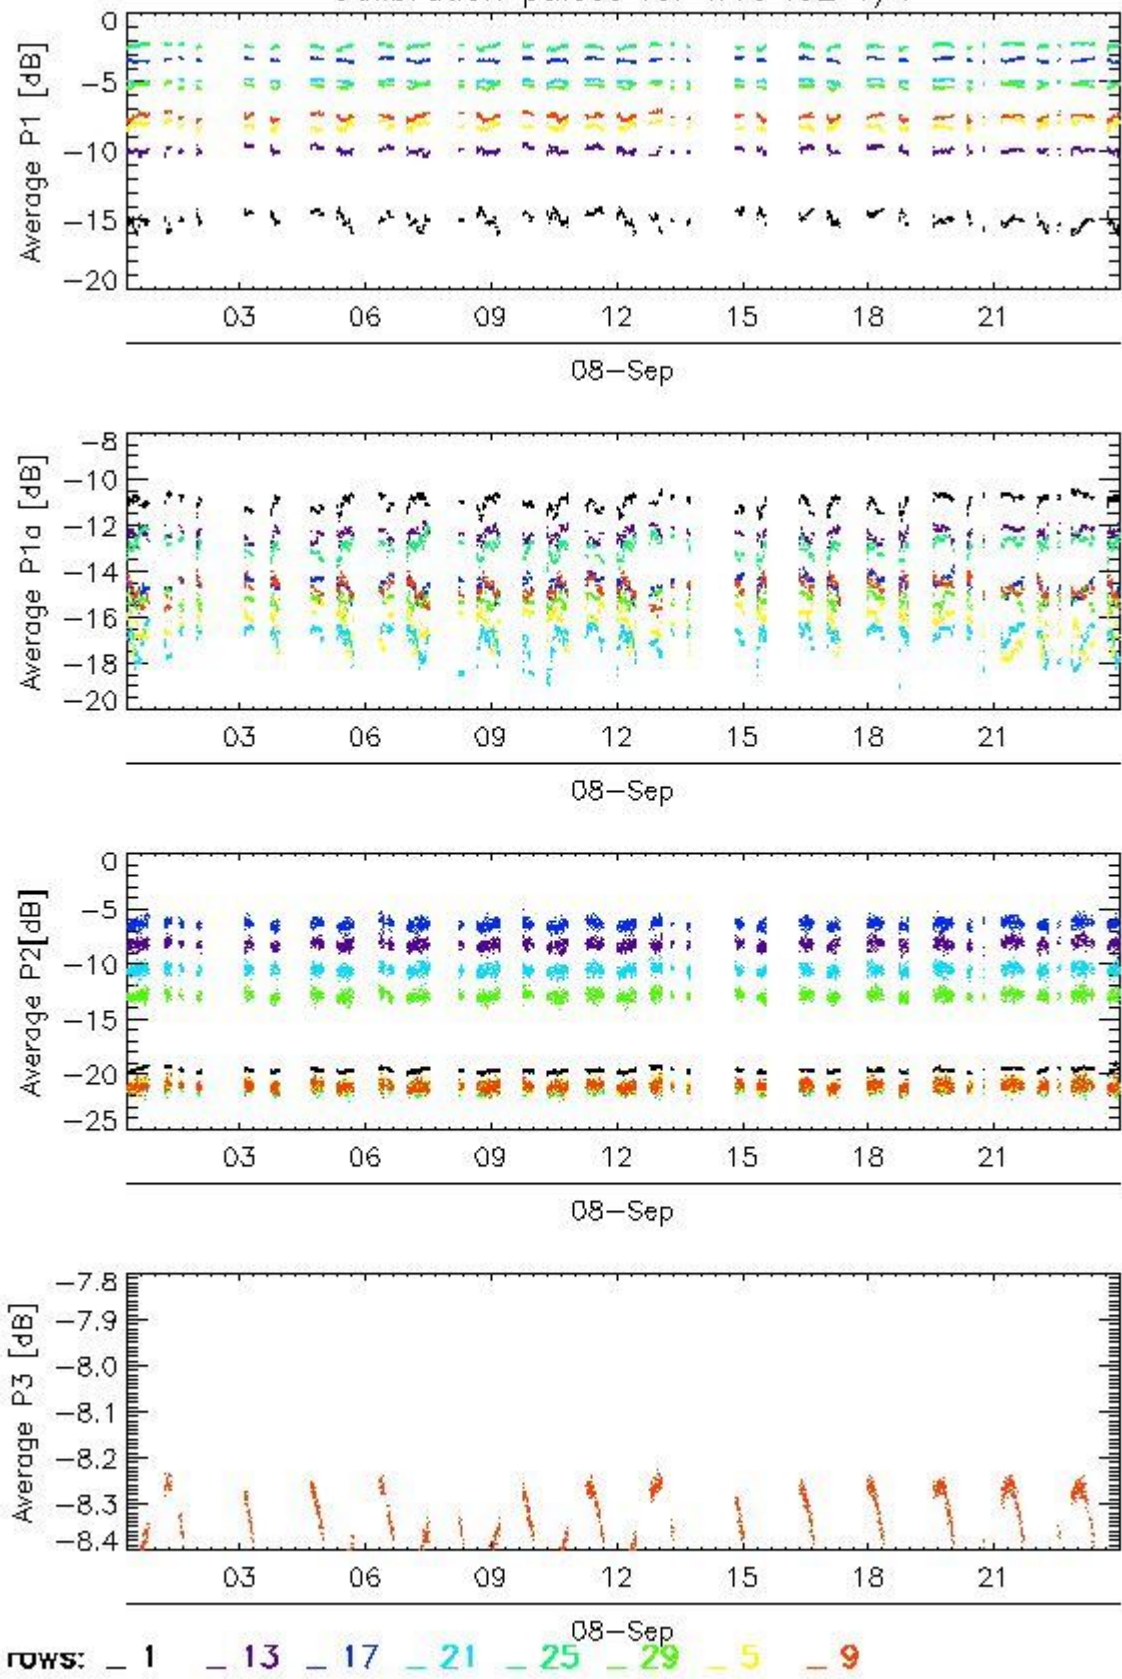 0
−5
−10
−15
−20
Average P1 [dB]
03 06 09 12 15 18 21
08−Sep
−8
−10
−12
−14
−16
−18
−20
Average P1a [dB]
03 06 09 12 15 18 21
08−Sep
0
−5
−10
−15
−20
−25
Average P2[dB]
03 06 09 12 15 18 21
08−Sep
−7.8
−7.9
−8.0
−8.1
−8.2
−8.3
−8.4
Average P3 [dB]
03 06 09 12 15 18 21
08−Sep
rows: _ 1 _ 13 _ 17 _ 21 _ 25 _ 29 _ 5 _ 9